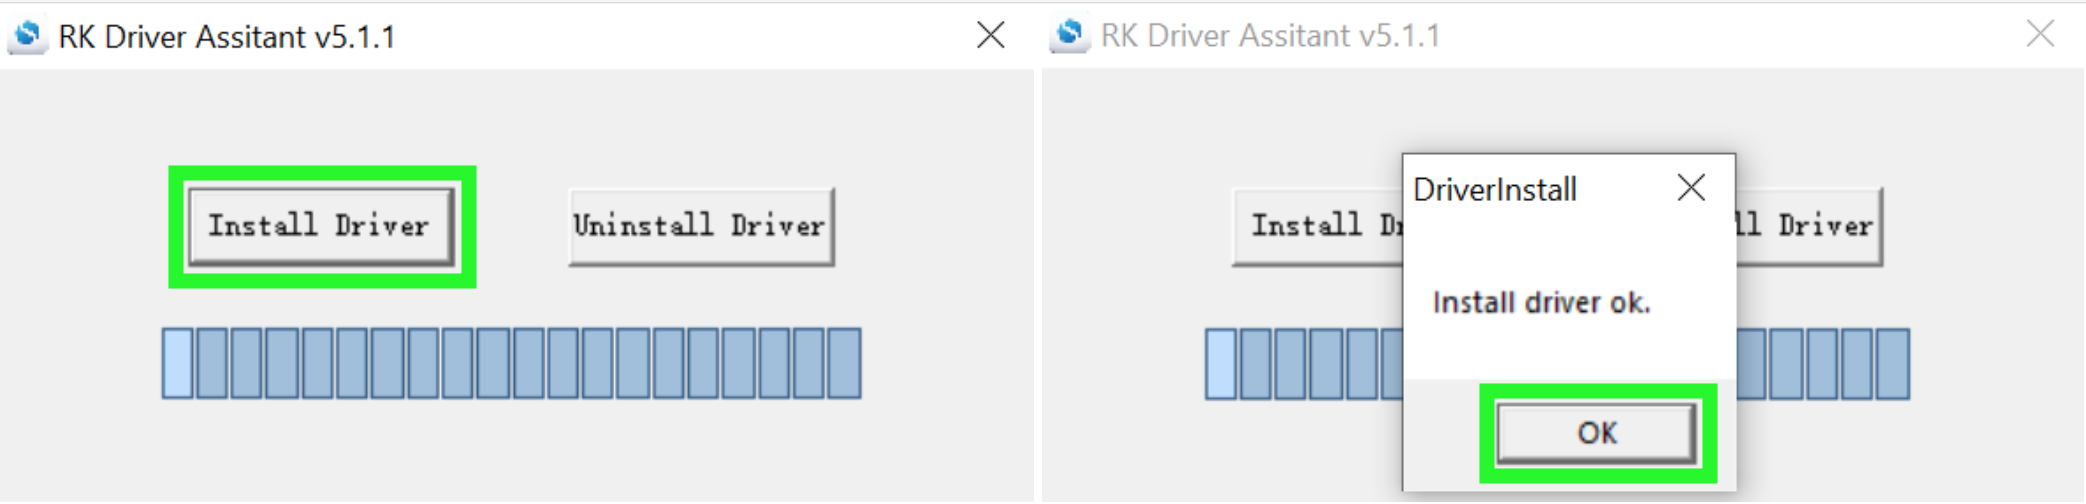 RK Driver Assitant v5.1.1
Install Driver
Uninstall Driver
RK Driver Assitant v5.1.1
Install Dr
ll Driver
DriverInstall
Install driver ok.
OK